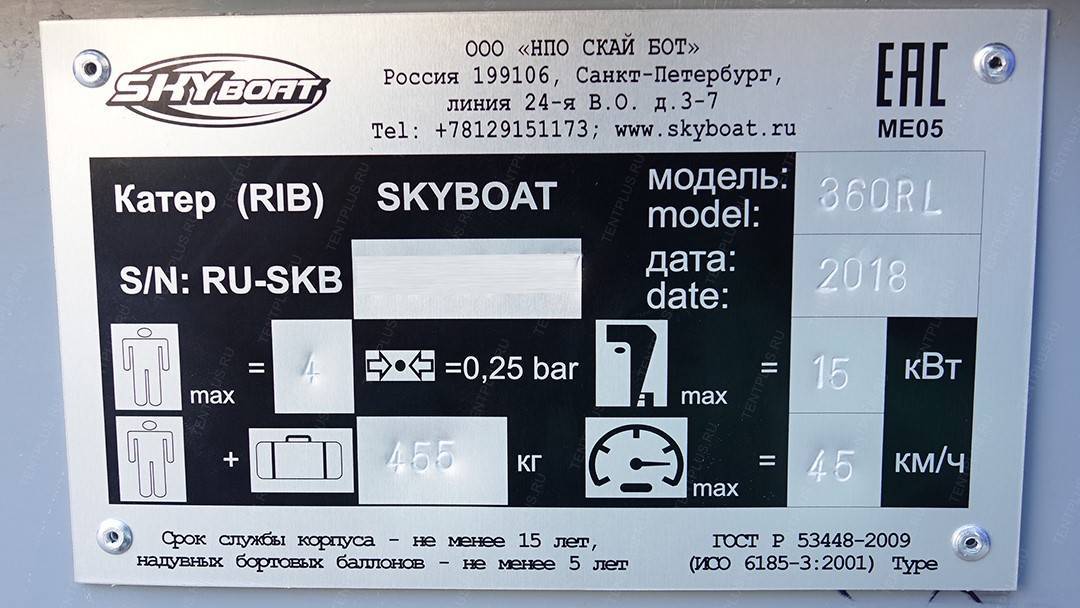 SKYBOAT
ООО «НПО СКАЙ БОТ»
Россия 199106, Санкт-Петербург,
линия 24-я В.О. д.3-7
Tel: +78129151173; www.skyboat.ru
EAC
ME05
Катер (RIB) SKYBOAT
модель:
model:
360RL
S/N: RU-SKB
дата:
date:
2018
max = 4
=0,25 bar
max = 15 кВт
+ 455 кг
max = 45 км/ч
Срок службы корпуса - не менее 15 лет,
надувных бортовых баллонов - не менее 5 лет
ГОСТ Р 53448-2009
(ИСО 6185-3:2001) Type
TENTPLUS.RU